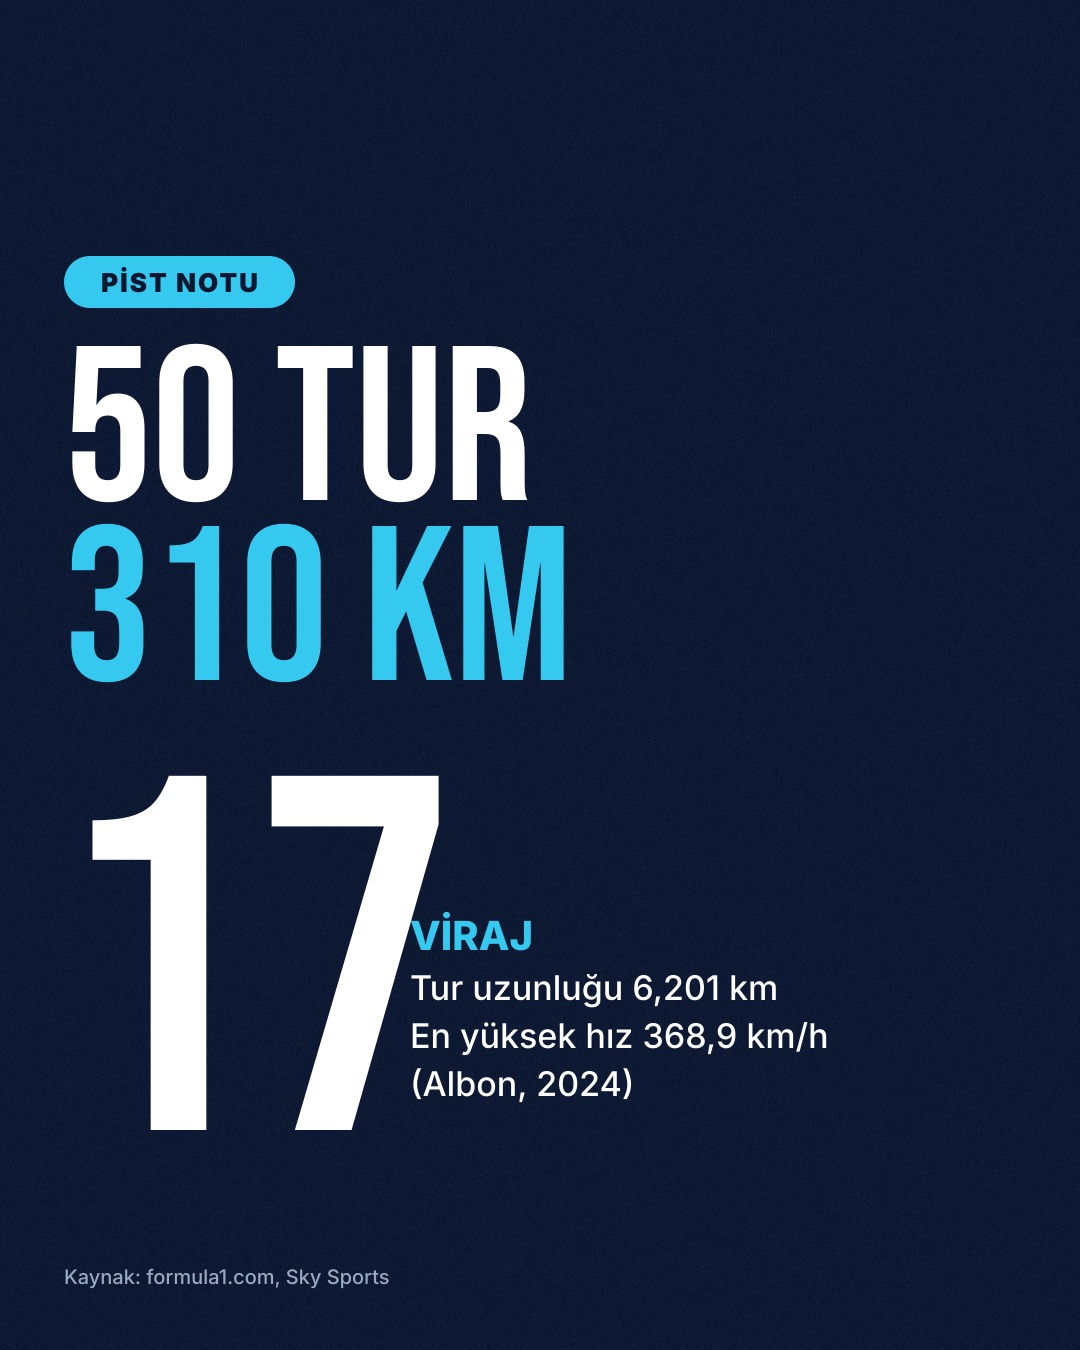 PİST NOTU
50 TUR
310 KM
17
VİRAJ
Tur uzunluğu 6,201 km
En yüksek hız 368,9 km/h
(Albon, 2024)
Kaynak: formula1.com, Sky Sports